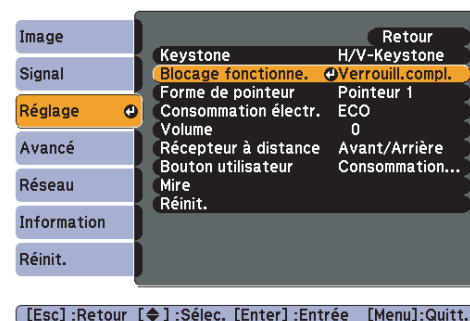 Image
Signal
Réglage
Avancé
Réseau
Information
Réinit.
Retour
Keystone H/V-Keystone
Blocage fonctionne. Verrouill.compl.
Forme de pointeur Pointeur 1
Consommation électr. ECO
Volume 0
Récepteur à distance Avant/Arrière
Bouton utilisateur Consommation...
Mire
Réinit.
[Esc] :Retour [◆] :Sélec. [Enter] :Entrée [Menu]:Quitt.